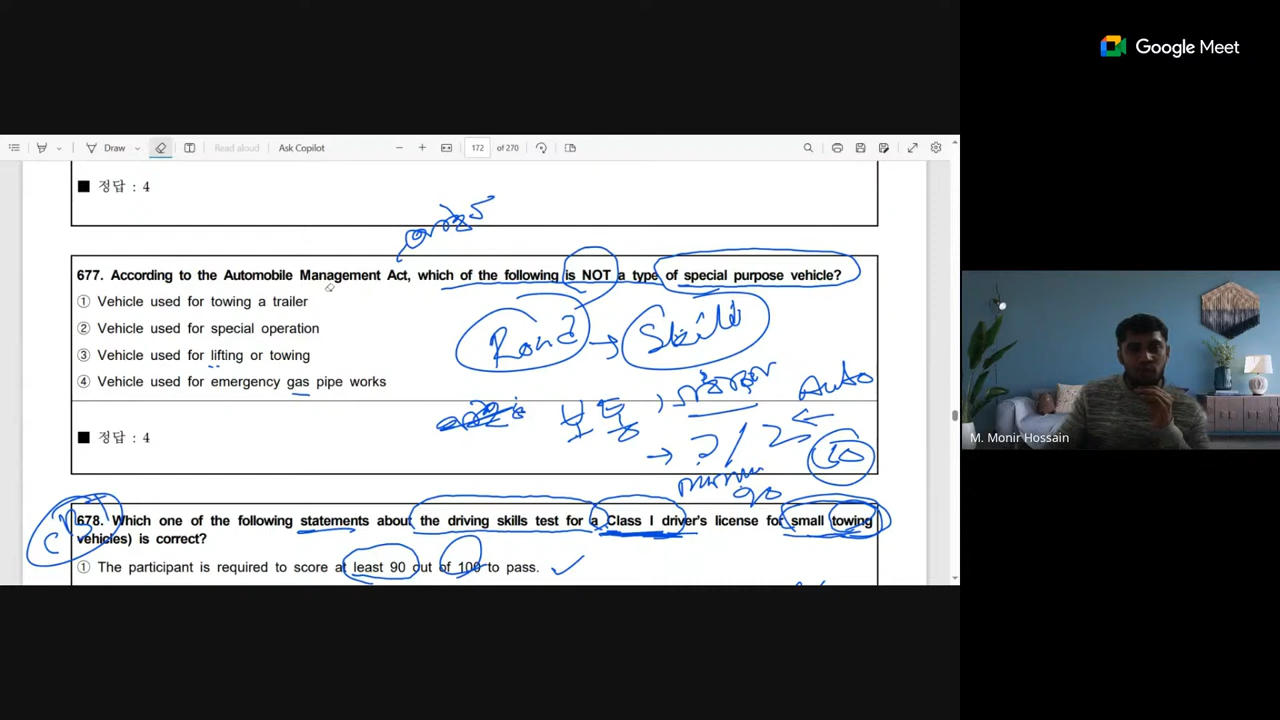 Google Meet
Draw
Read aloud
Ask Copilot
172 of 270
■ 정답 : 4
677. According to the Automobile Management Act, which of the following is NOT a type of special purpose vehicle?
① Vehicle used for towing a trailer
② Vehicle used for special operation
③ Vehicle used for lifting or towing
④ Vehicle used for emergency gas pipe works
Road → Skill
보통
Auto
■ 정답 : 4
2
10
678. Which one of the following statements about the driving skills test for a Class I driver's license for small towing
vehicles) is correct?
① The participant is required to score at least 90 out of 100 to pass.
M. Monir Hossain